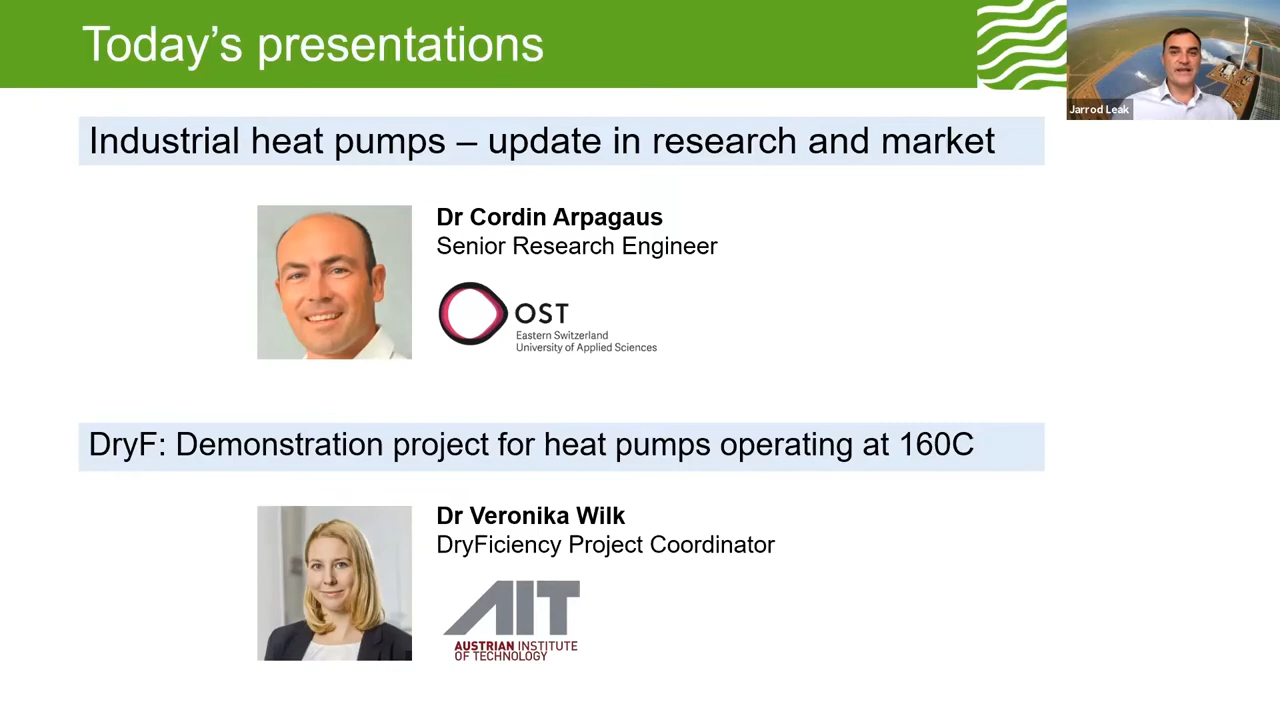 Today's presentations
Jarrod Leak
Industrial heat pumps – update in research and market
Dr Cordin Arpagaus
Senior Research Engineer
OST
Eastern Switzerland
University of Applied Sciences
DryF: Demonstration project for heat pumps operating at 160C
Dr Veronika Wilk
DryFiciency Project Coordinator
AIT
AUSTRIAN INSTITUTE
OF TECHNOLOGY